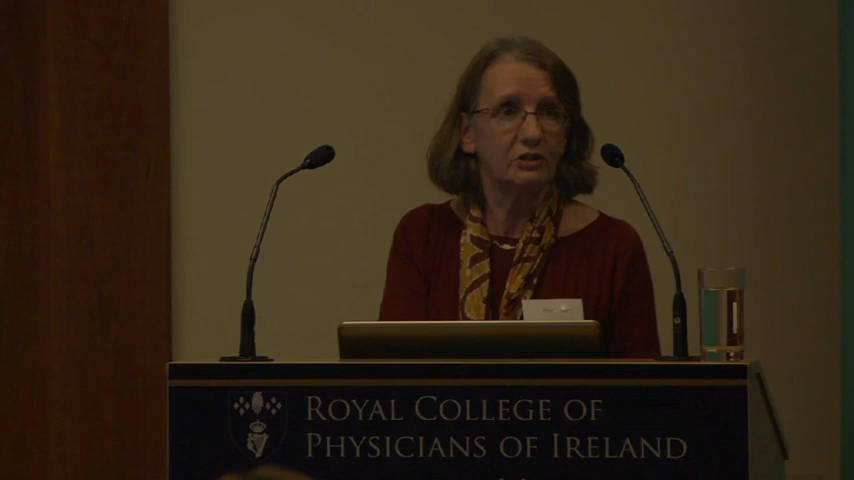 ROYAL COLLEGE OF
PHYSICIANS OF IRELAND